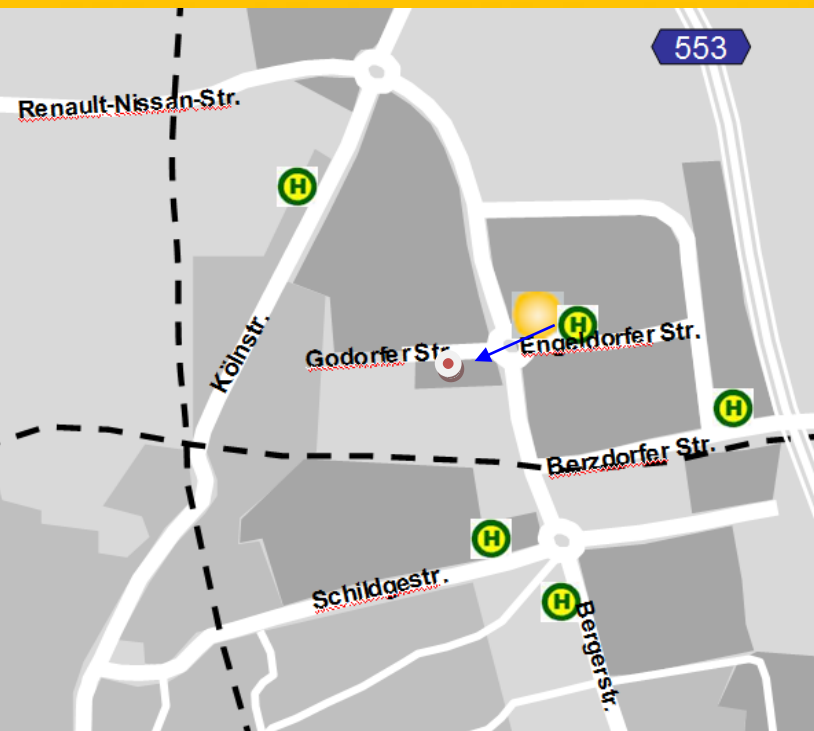 553
Renault-Nissan-Str.
H
Kölnstr.
H
Engeldorfer Str.
Godorfer Str.
H
Berzdorfer Str.
H
Schildgestr.
H
Bergerstr.